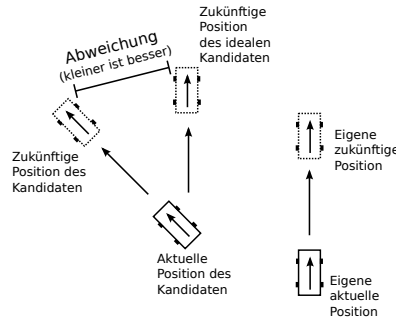 Zukünftige
Position
des idealen
Kandidaten
Abweichung
(kleiner ist besser)
Zukünftige
Position des
Kandidaten
Eigene
zukünftige
Position
Aktuelle
Position des
Kandidaten
Eigene
aktuelle
Position